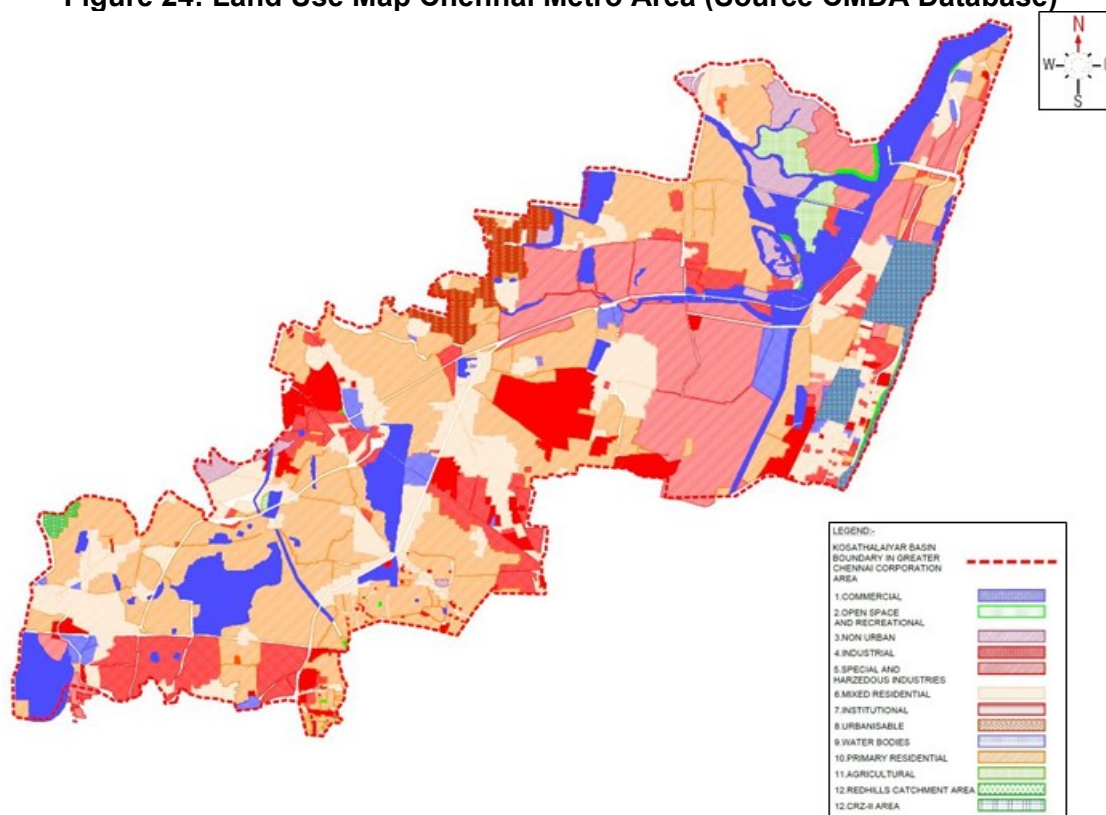 Figure 24: Land Use Map Chennai Metro Area (Source CMDA Database)
N
W
S
LEGEND:-
KOSATHALAIYAR BASIN
BOUNDARY IN GREATER
CHENNAI CORPORATION
AREA
1.COMMERCIAL
2.OPEN SPACE
AND RECREATIONAL
3.NON URBAN
4.INDUSTRIAL
5.SPECIAL AND
HARZEDOUS INDUSTRIES
6.MIXED RESIDENTIAL
7.INSTITUTIONAL
8.URBANISABLE
9.WATER BODIES
10.PRIMARY RESIDENTIAL
11.AGRICULTURAL
12.REDHILLS CATCHMENT AREA
12.CRZ-II AREA